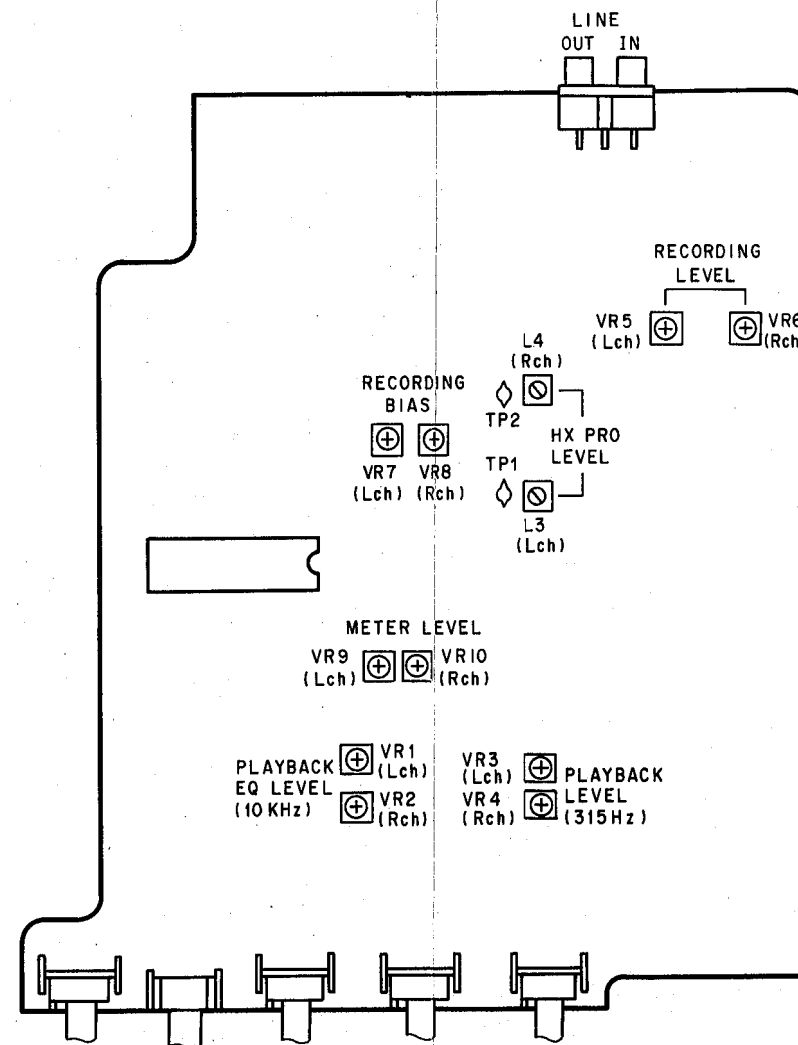 LINE
OUT IN
RECORDING
LEVEL
VR5
(Lch)
VR6
(Rch
L4
(Rch)
TP2
HX PRO
LEVEL
TP1
L3
(Lch)
RECORDING
BIAS
VR7
(Lch)
VR8
(Rch)
METER LEVEL
VR9
(Lch)
VR10
(Rch)
PLAYBACK
EQ LEVEL
(10 KHz)
VR1
(Lch)
VR2
(Rch)
VR3
(Lch)
VR4
(Rch)
PLAYBACK
LEVEL
(315Hz)